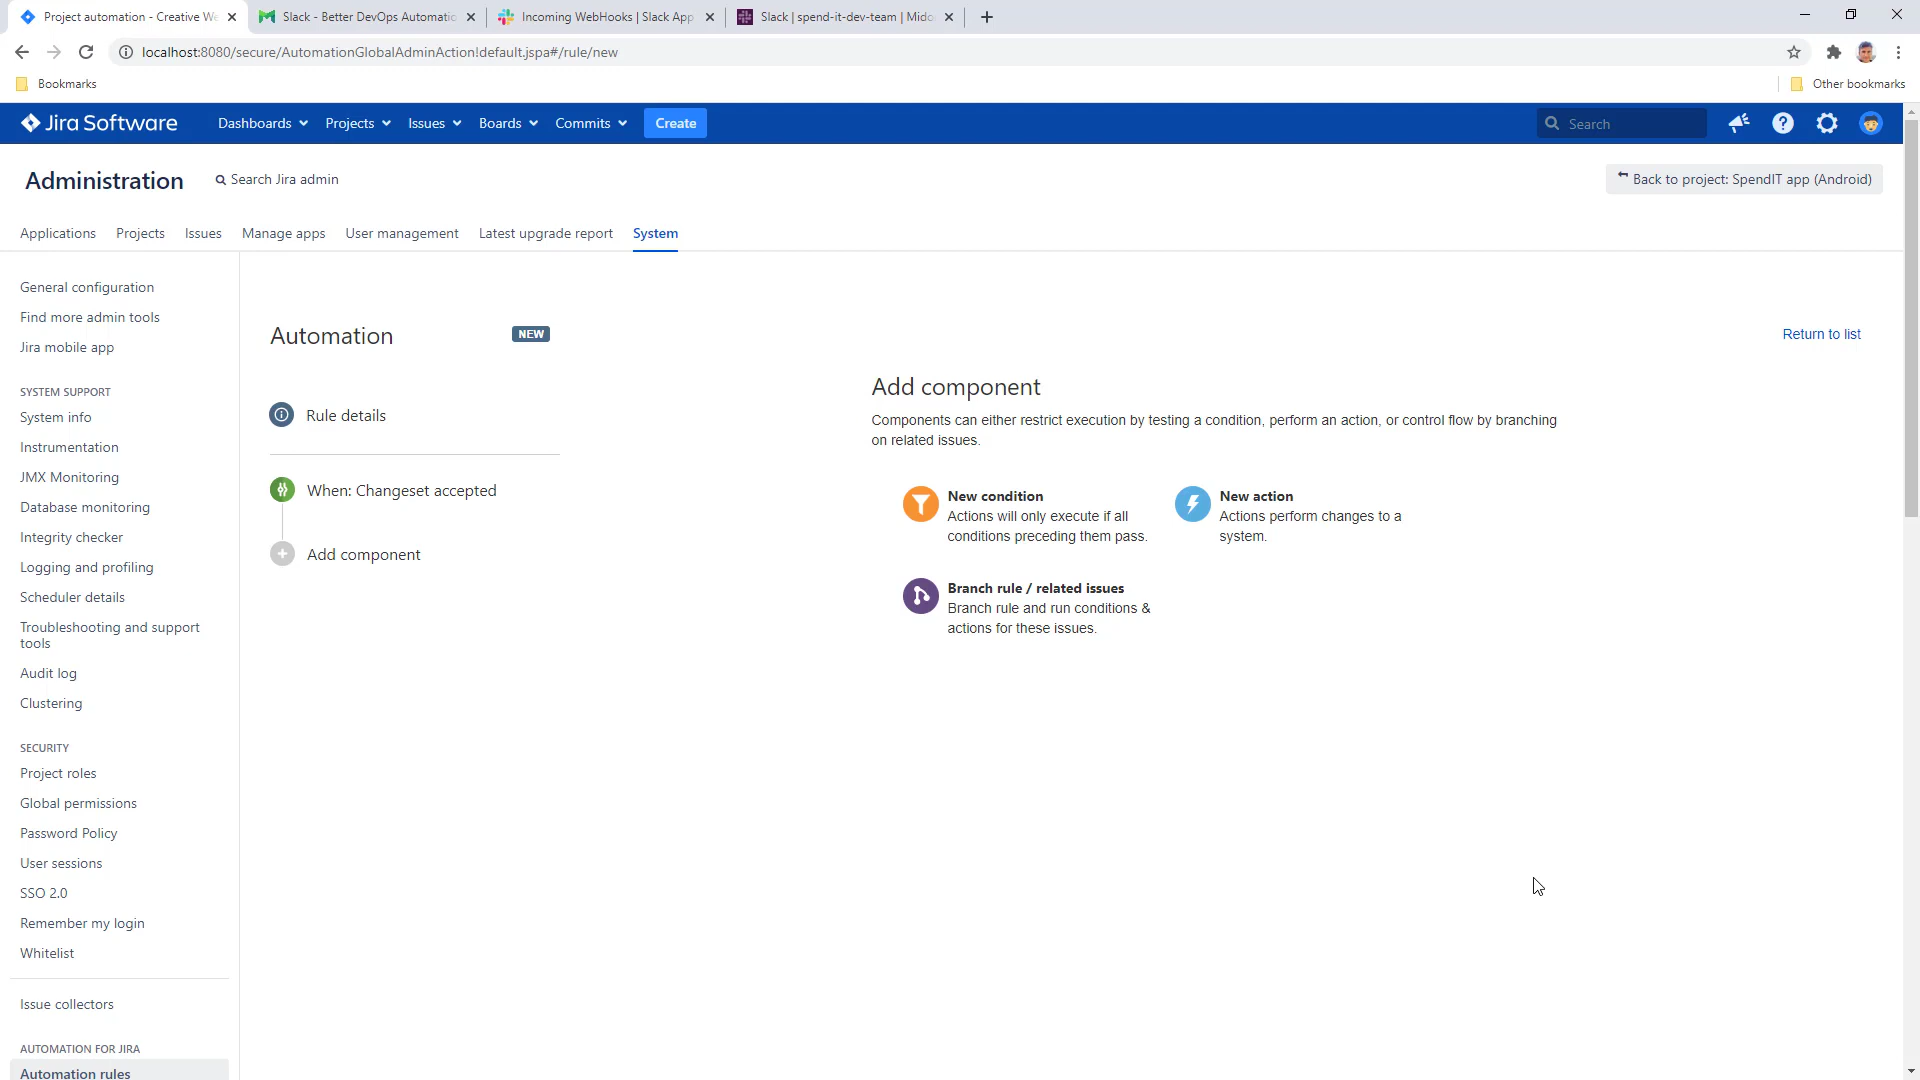 Project automation - Creative We
Slack - Better DevOps Automatic
Incoming WebHooks | Slack App
Slack | spend-it-dev-team | Mido
localhost:8080/secure/AutomationGlobalAdminAction!default.jspa#/rule/new
Bookmarks
Other bookmarks
Jira Software
Dashboards
Projects
Issues
Boards
Commits
Create
Search
Administration
Search Jira admin
Back to project: SpendIT app (Android)
Applications
Projects
Issues
Manage apps
User management
Latest upgrade report
System
General configuration
Find more admin tools
Jira mobile app
SYSTEM SUPPORT
System info
Instrumentation
JMX Monitoring
Database monitoring
Integrity checker
Logging and profiling
Scheduler details
Troubleshooting and support
tools
Audit log
Clustering
SECURITY
Project roles
Global permissions
Password Policy
User sessions
SSO 2.0
Remember my login
Whitelist
Issue collectors
AUTOMATION FOR JIRA
Automation rules
Automation
NEW
Return to list
Rule details
When: Changeset accepted
Add component
Add component
Components can either restrict execution by testing a condition, perform an action, or control flow by branching
on related issues.
New condition
Actions will only execute if all
conditions preceding them pass.
New action
Actions perform changes to a
system.
Branch rule / related issues
Branch rule and run conditions &
actions for these issues.